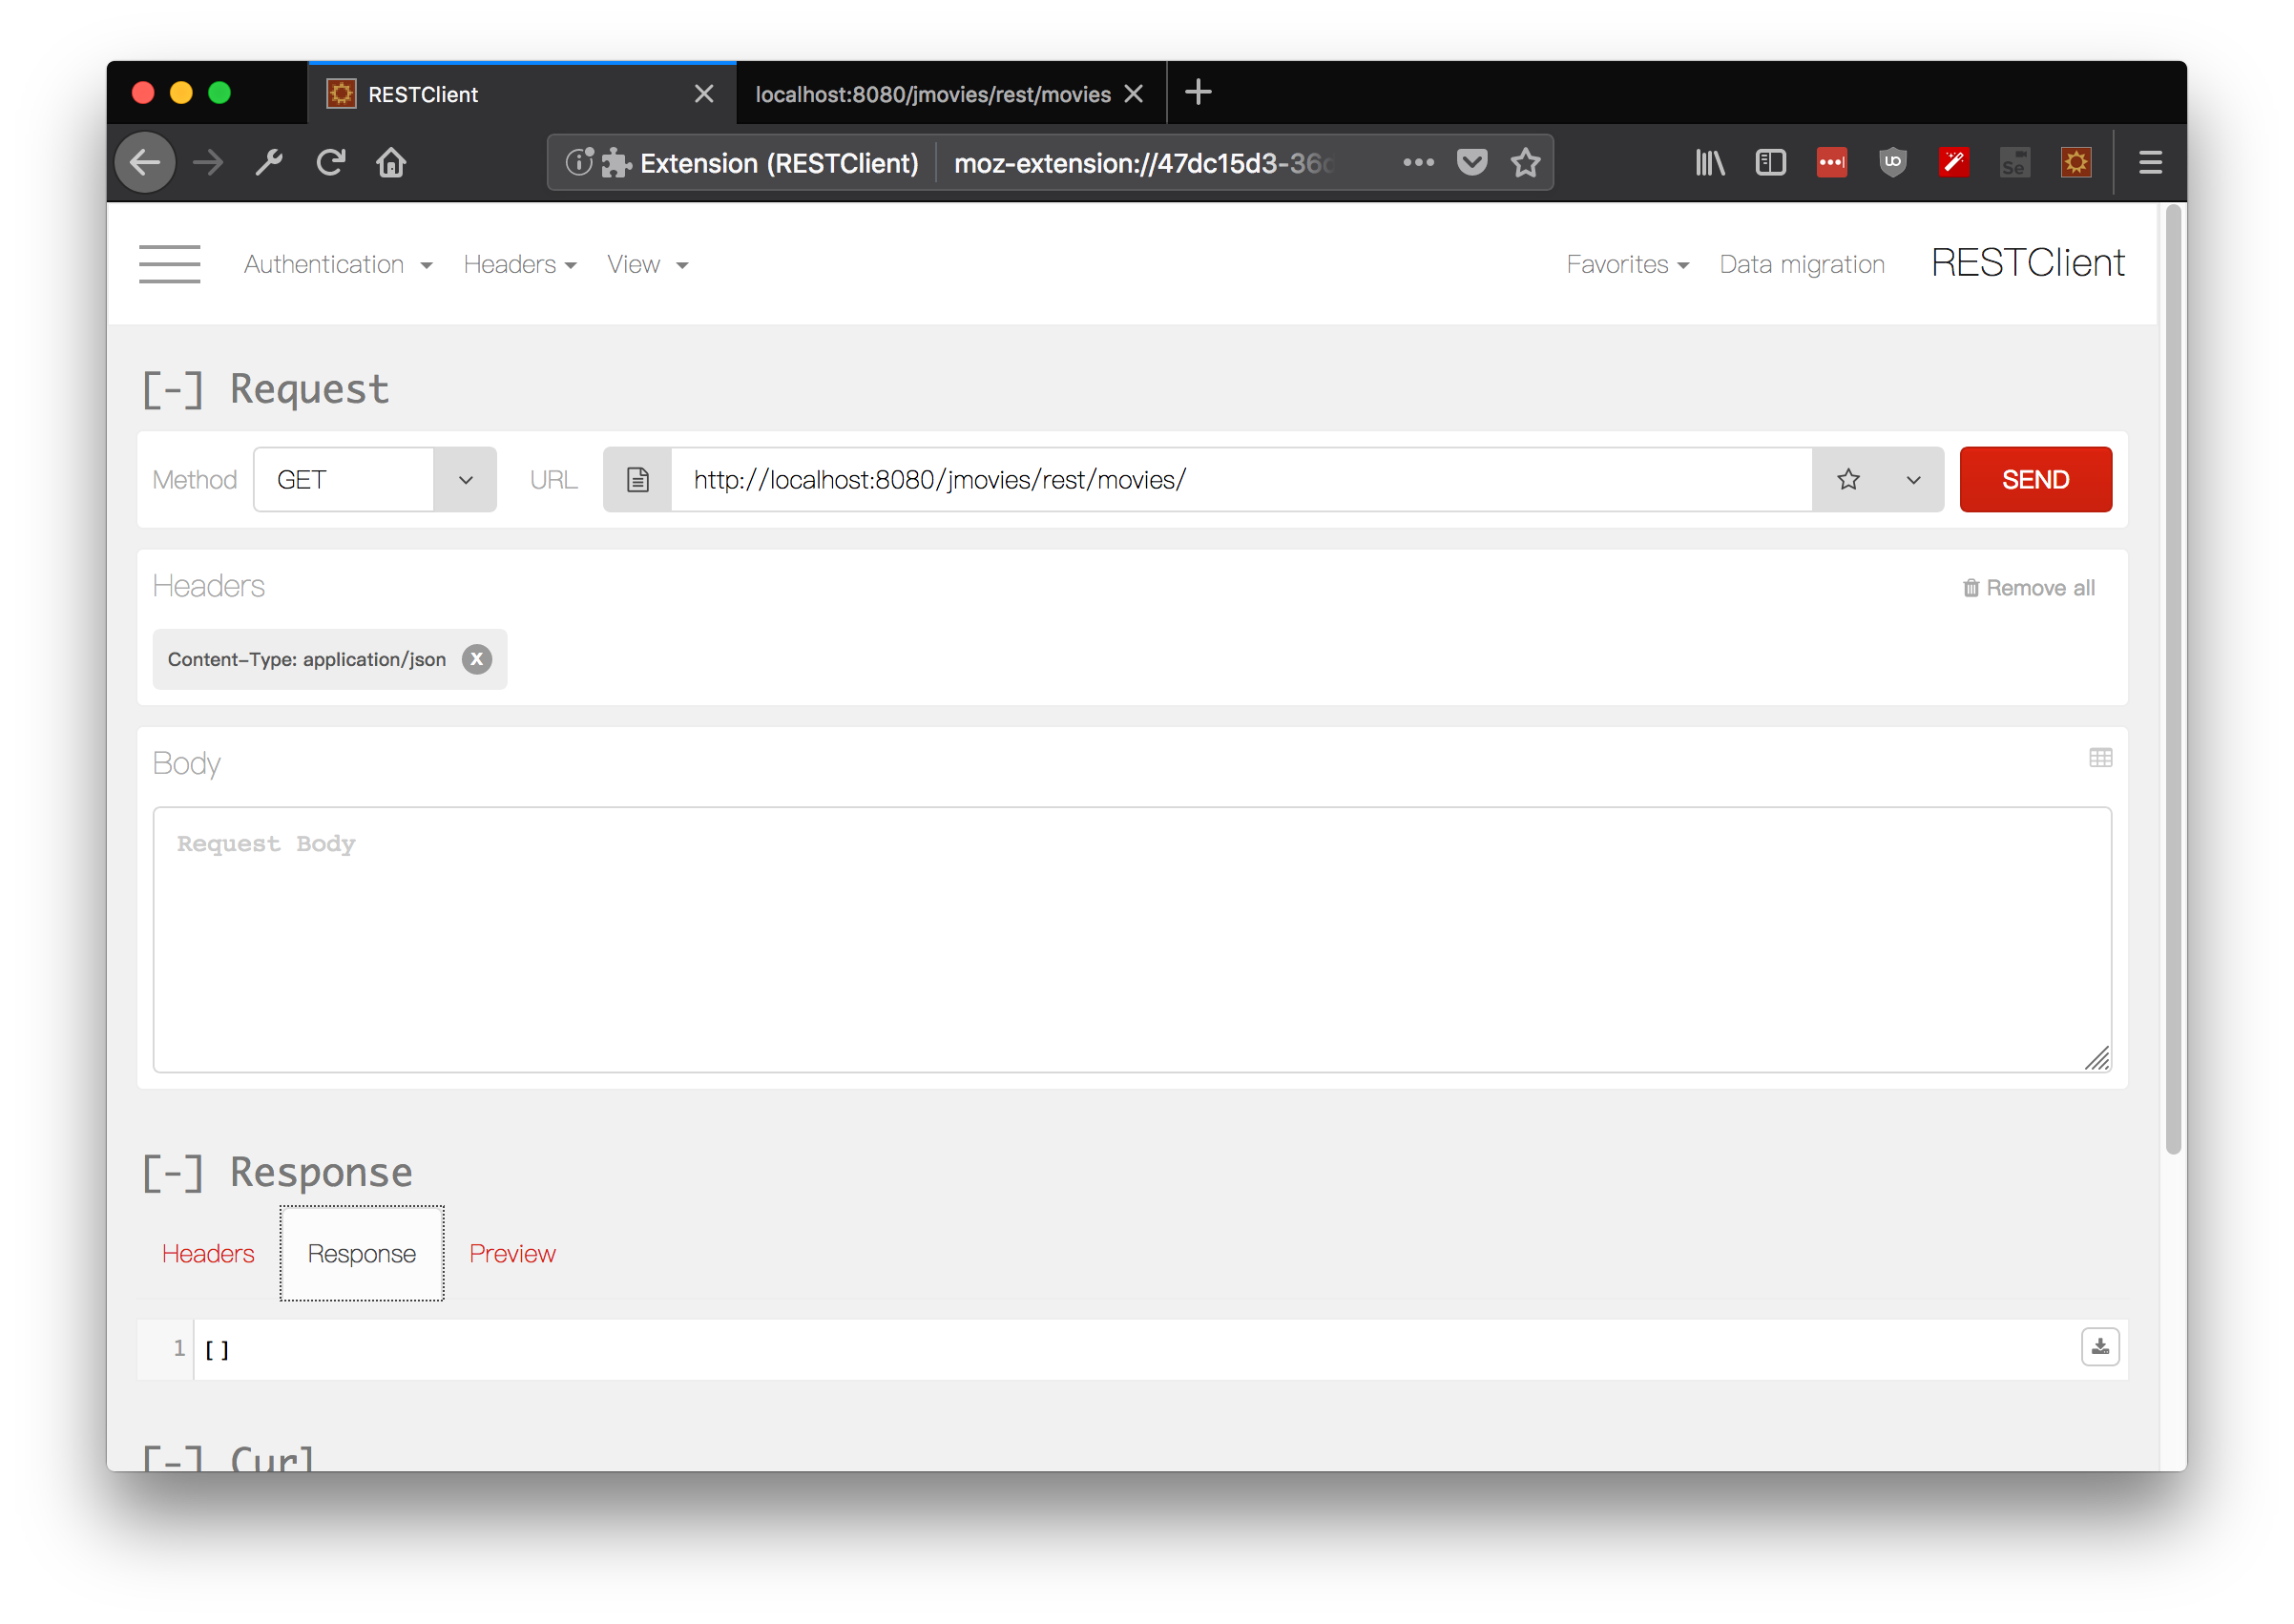 RESTClient
localhost:8080/jmovies/rest/movies
Extension (RESTClient) moz-extension://47dc15d3-36
Se
Authentication Headers View Favorites Data migration RESTClient
[-] Request
Method GET URL http://localhost:8080/jmovies/rest/movies/ SEND
Headers Remove all
Content-Type: application/json x
Body
Request Body
[-] Response
Headers Response Preview
1 []
[-] Curl